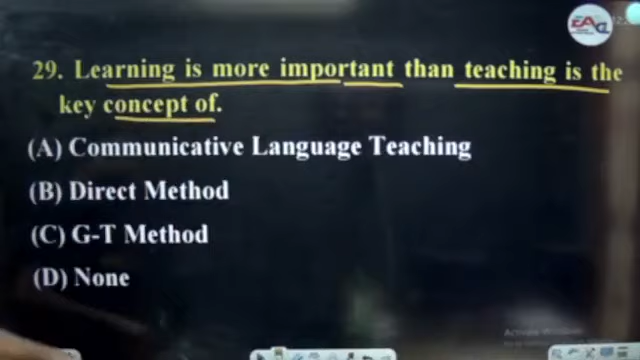 29. Learning is more important than teaching is the
key concept of.
(A) Communicative Language Teaching
(B) Direct Method
(C) G-T Method
(D) None